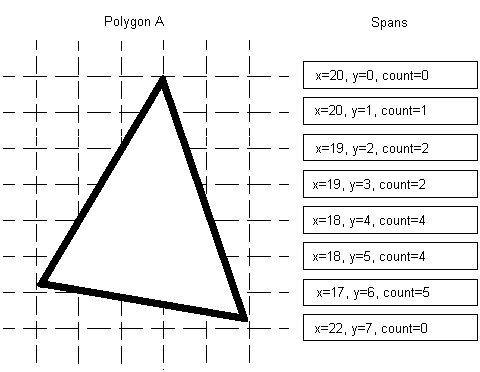 Polygon A
Spans
x=20, y=0, count=0
x=20, y=1, count=1
x=19, y=2, count=2
x=19, y=3, count=2
x=18, y=4, count=4
x=18, y=5, count=4
x=17, y=6, count=5
x=22, y=7, count=0